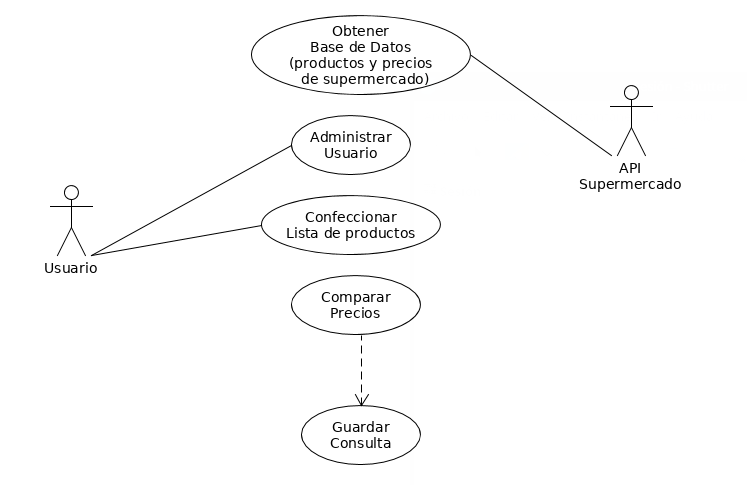 Obtener
Base de Datos
(productos y precios
de supermercado)
Administrar
Usuario
API
Supermercado
Confeccionar
Lista de productos
Usuario
Comparar
Precios
Guardar
Consulta